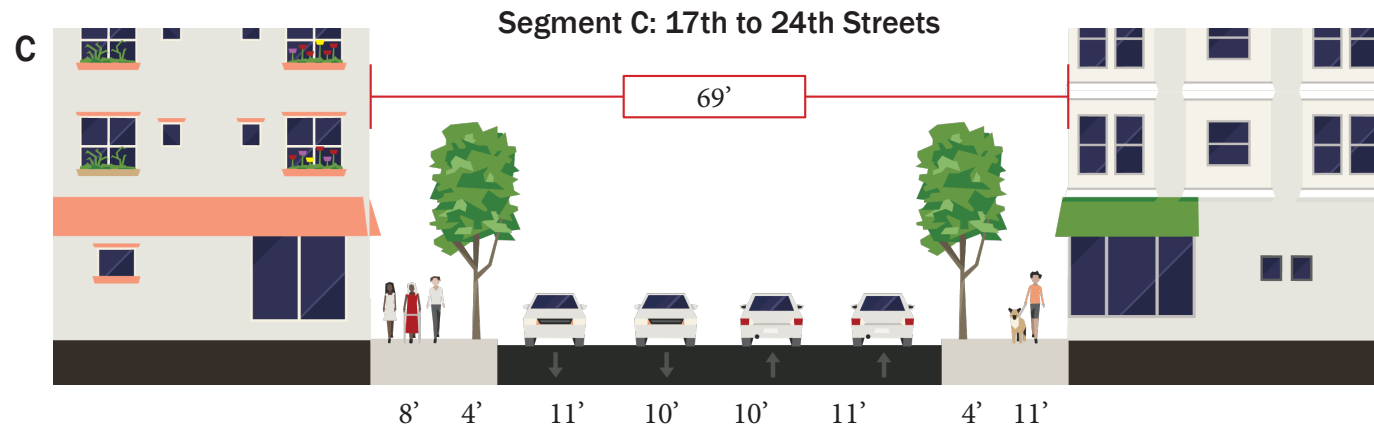 Segment C: 17th to 24th Streets
C
69’
8’ 4’ 11’ 10’ 10’ 11’ 4’ 11’